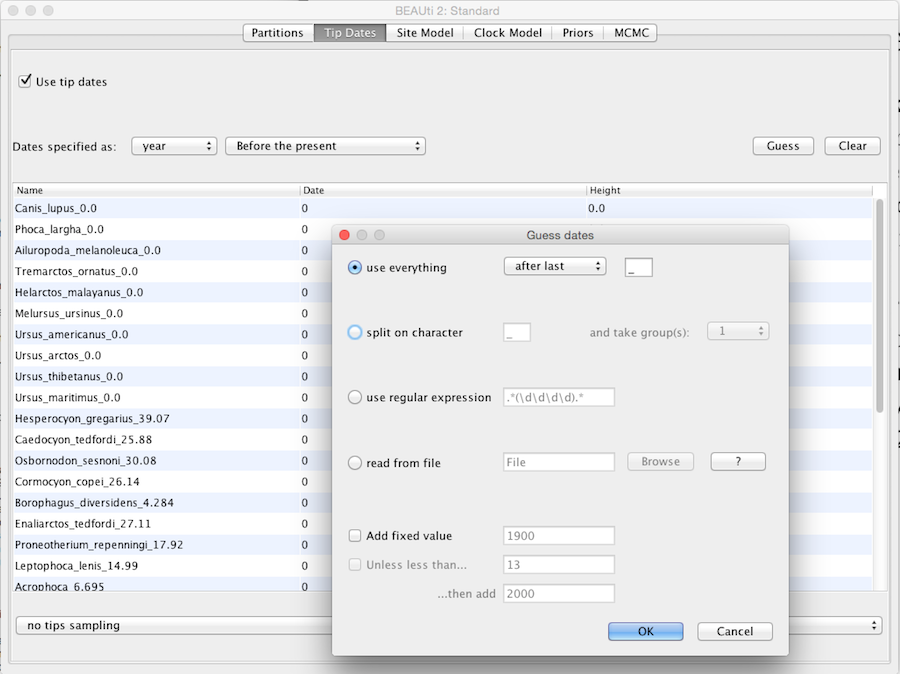 BEAUti 2: Standard
Partitions Tip Dates Site Model Clock Model Priors MCMC
Use tip dates
Dates specified as: year Before the present Guess Clear
Name Date Height
Canis_lupus_0.0 0 0.0
Phoca_largha_0.0 0
Ailuropoda_melanoleuca_0.0 0
Tremarctos_ornatus_0.0 0
Helarctos_malayanus_0.0 0
Melursus_ursinus_0.0 0
Ursus_americanus_0.0 0
Ursus_arctos_0.0 0
Ursus_thibetanus_0.0 0
Ursus_maritimus_0.0 0
Hesperocyon_gregarius_39.07 0
Caedocyon_tedfordi_25.88 0
Osbornodon_sesnoni_30.08 0
Cormocyon_copei_26.14 0
Borophagus_diversidens_4.284 0
Enaliarctos_tedfordi_27.11 0
Proneotherium_repenningi_17.92 0
Leptophoca_lenis_14.99 0
Acrophoca_6.695 0
no tips sampling
Guess dates
use everything after last _
split on character _ and take group(s): 1
use regular expression .*(\d\d\d\d).*
read from file File Browse ?
Add fixed value 1900
Unless less than... 13
...then add 2000
OK Cancel